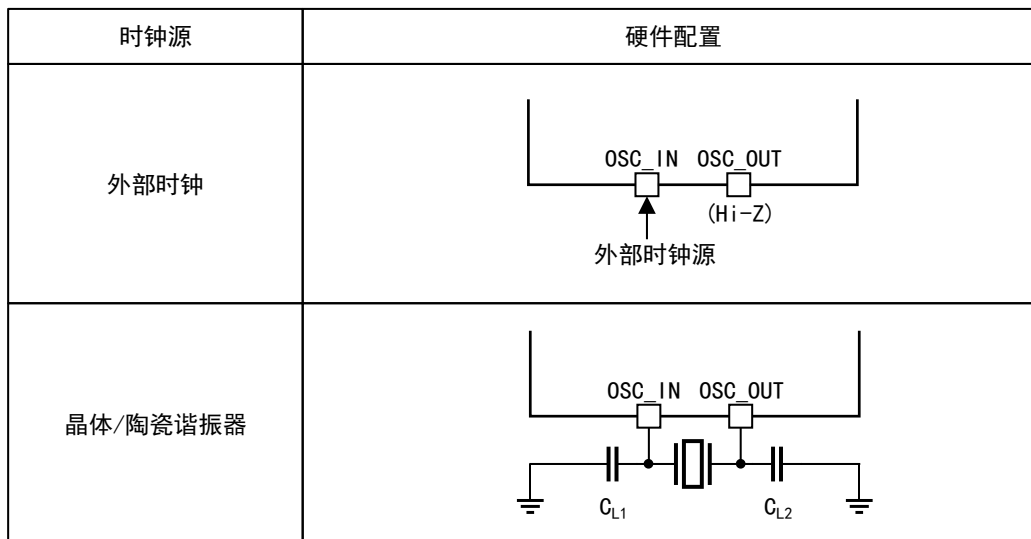 时钟源
硬件配置
外部时钟
OSC_IN OSC_OUT
(Hi-Z)
外部时钟源
晶体/陶瓷谐振器
OSC_IN OSC_OUT
CL1
CL2